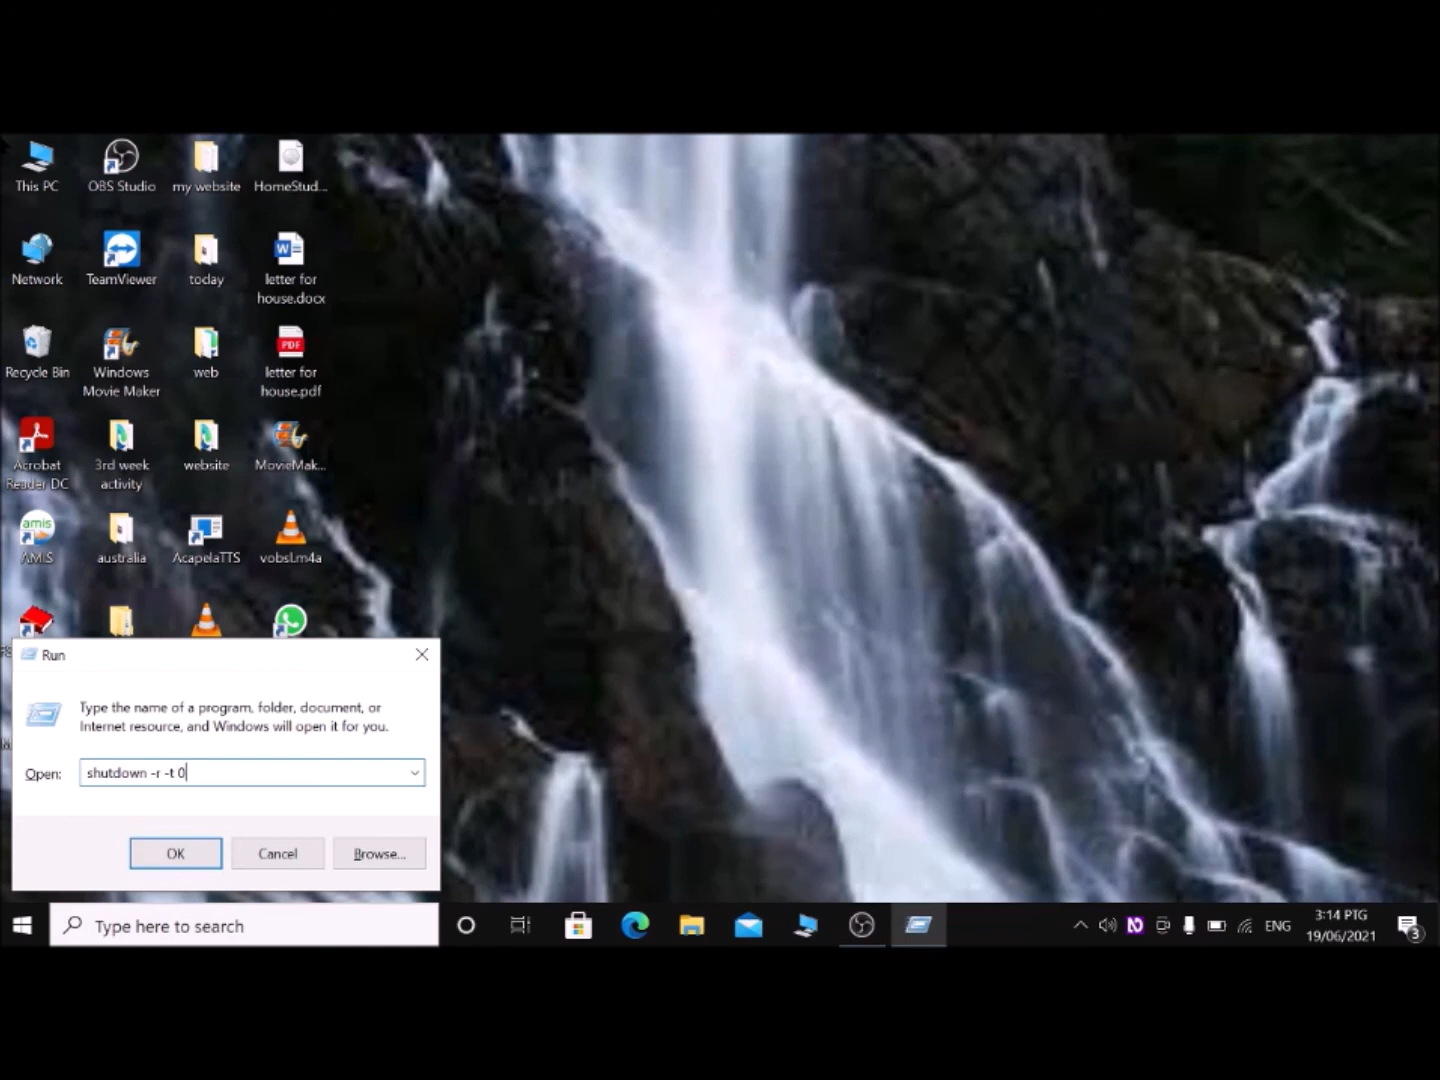 This PC
OBS Studio
my website
HomeStud...
Network
TeamViewer
today
letter for
house.docx
Recycle Bin
Windows
Movie Maker
web
PDF
letter for
house.pdf
Acrobat
Reader DC
3rd week
activity
website
MovieMak...
amis
AMIS
australia
AcapelaTTS
vobsl.m4a
Run
Type the name of a program, folder, document, or
Internet resource, and Windows will open it for you.
Open:
shutdown -r -t 0
OK
Cancel
Browse...
Type here to search
ENG
3:14 PTG
19/06/2021
3